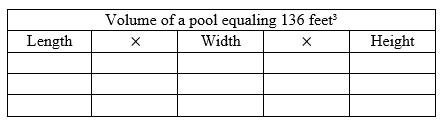 Volume of a pool equaling 136 feet³
Length × Width × Height